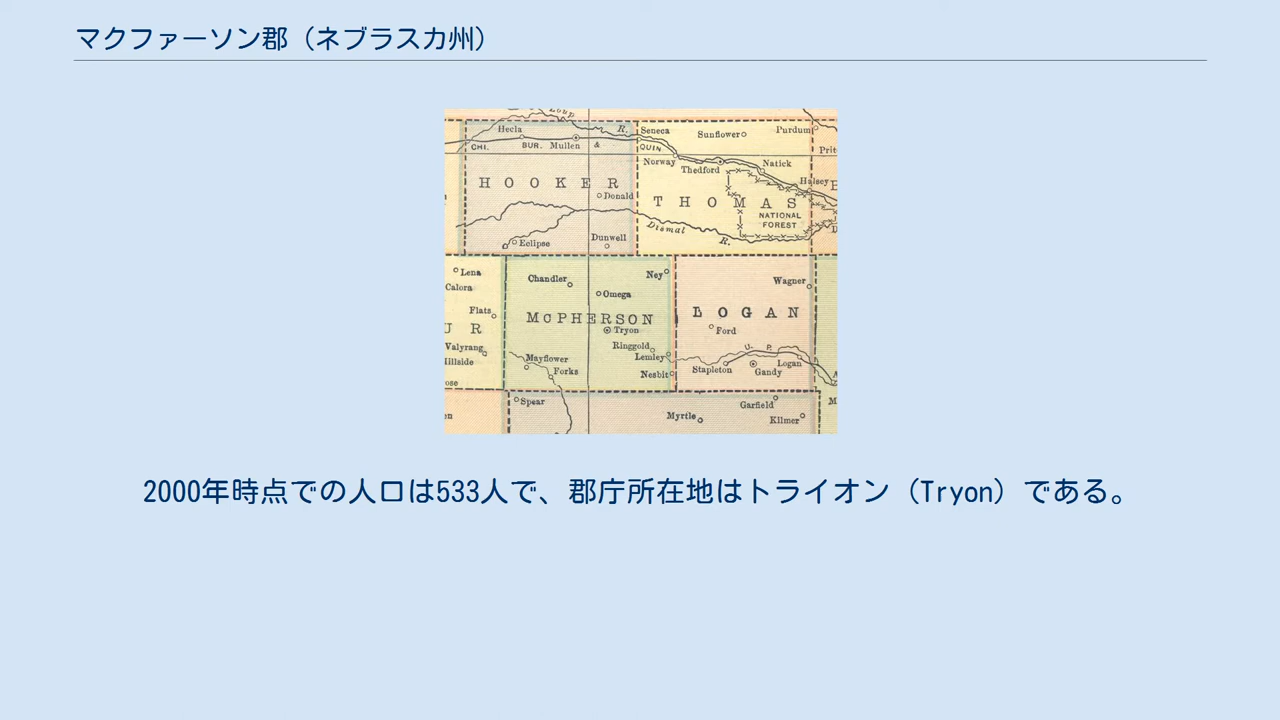 マクファーソン郡（ネブラスカ州）
Loup
Hecla
R.
Seneca
Sunflower
Purdum
CHI.
BUR.
Mullen
&
QUIN
Norway
Thedford
Natick
Halsey
HOOKER
Donald
THOMAS
NATIONAL
FOREST
Dismal
R.
Eclipse
Dunwell
Lena
Calora
Chandler
Ney
Omega
Wagner
Flats
McPHERSON
LOGAN
U R
Tryon
Ford
Valyrang
Ringgold
Lemley
U. P.
Hillside
Mayflower
Forks
Nesbit
Stapleton
Gandy
Logan
Spear
Garfield
Myrtle
Kilmer
2000年時点での人口は533人で、郡庁所在地はトライオン（Tryon）である。